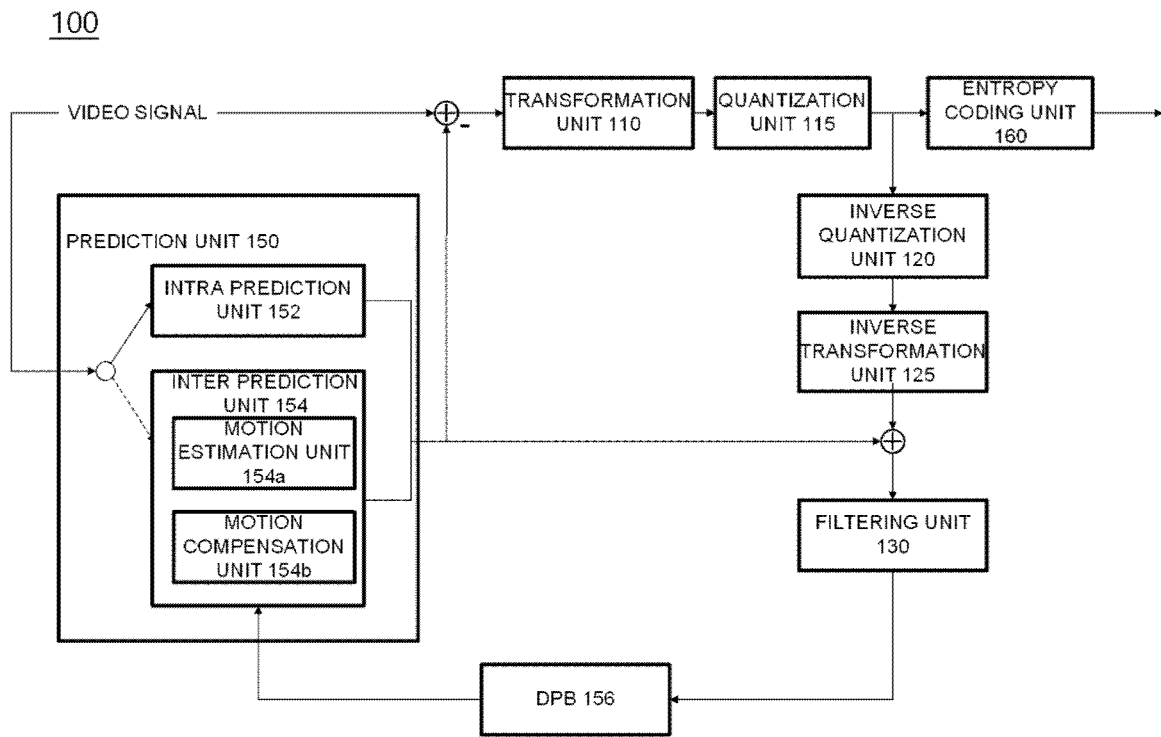 100
VIDEO SIGNAL
-
TRANSFORMATION
UNIT 110
QUANTIZATION
UNIT 115
ENTROPY
CODING UNIT
160
INVERSE
QUANTIZATION
UNIT 120
INVERSE
TRANSFORMATION
UNIT 125
PREDICTION UNIT 150
INTRA PREDICTION
UNIT 152
INTER PREDICTION
UNIT 154
MOTION
ESTIMATION UNIT
154a
MOTION
COMPENSATION
UNIT 154b
FILTERING UNIT
130
DPB 156